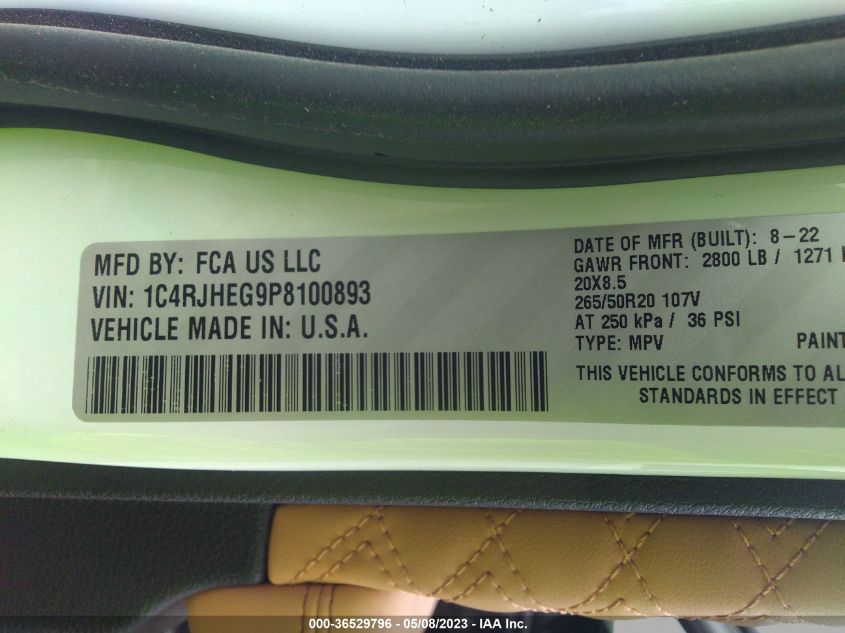 MFD BY: FCA US LLC
VIN: 1C4RJHEG9P8100893
VEHICLE MADE IN: U.S.A.
DATE OF MFR (BUILT): 8-22
GAWR FRONT: 2800 LB / 1271
20X8.5
265/50R20 107V
AT 250 kPa / 36 PSI
TYPE: MPV PAINT
THIS VEHICLE CONFORMS TO AL
STANDARDS IN EFFECT
000-36529796 - 05/08/2023 - IAA Inc.